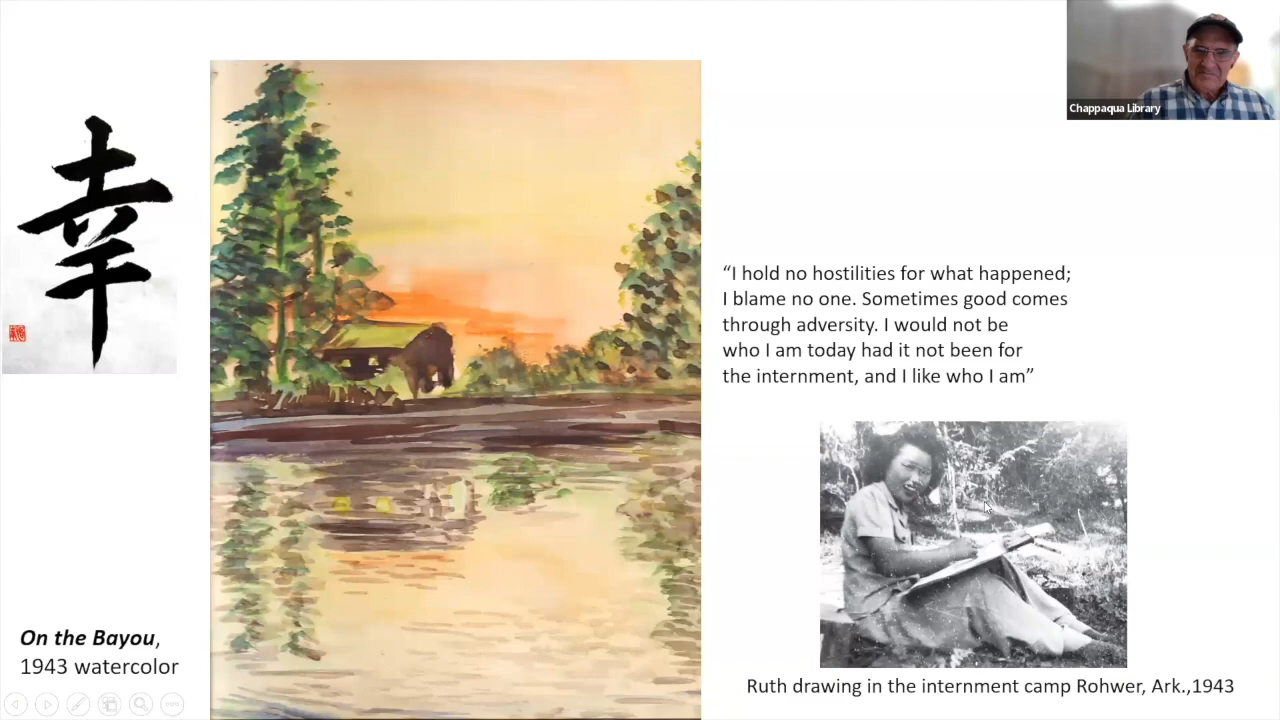 幸
On the Bayou,
1943 watercolor
“I hold no hostilities for what happened;
I blame no one. Sometimes good comes
through adversity. I would not be
who I am today had it not been for
the internment, and I like who I am”
Ruth drawing in the internment camp Rohwer, Ark.,1943
Chappaqua Library